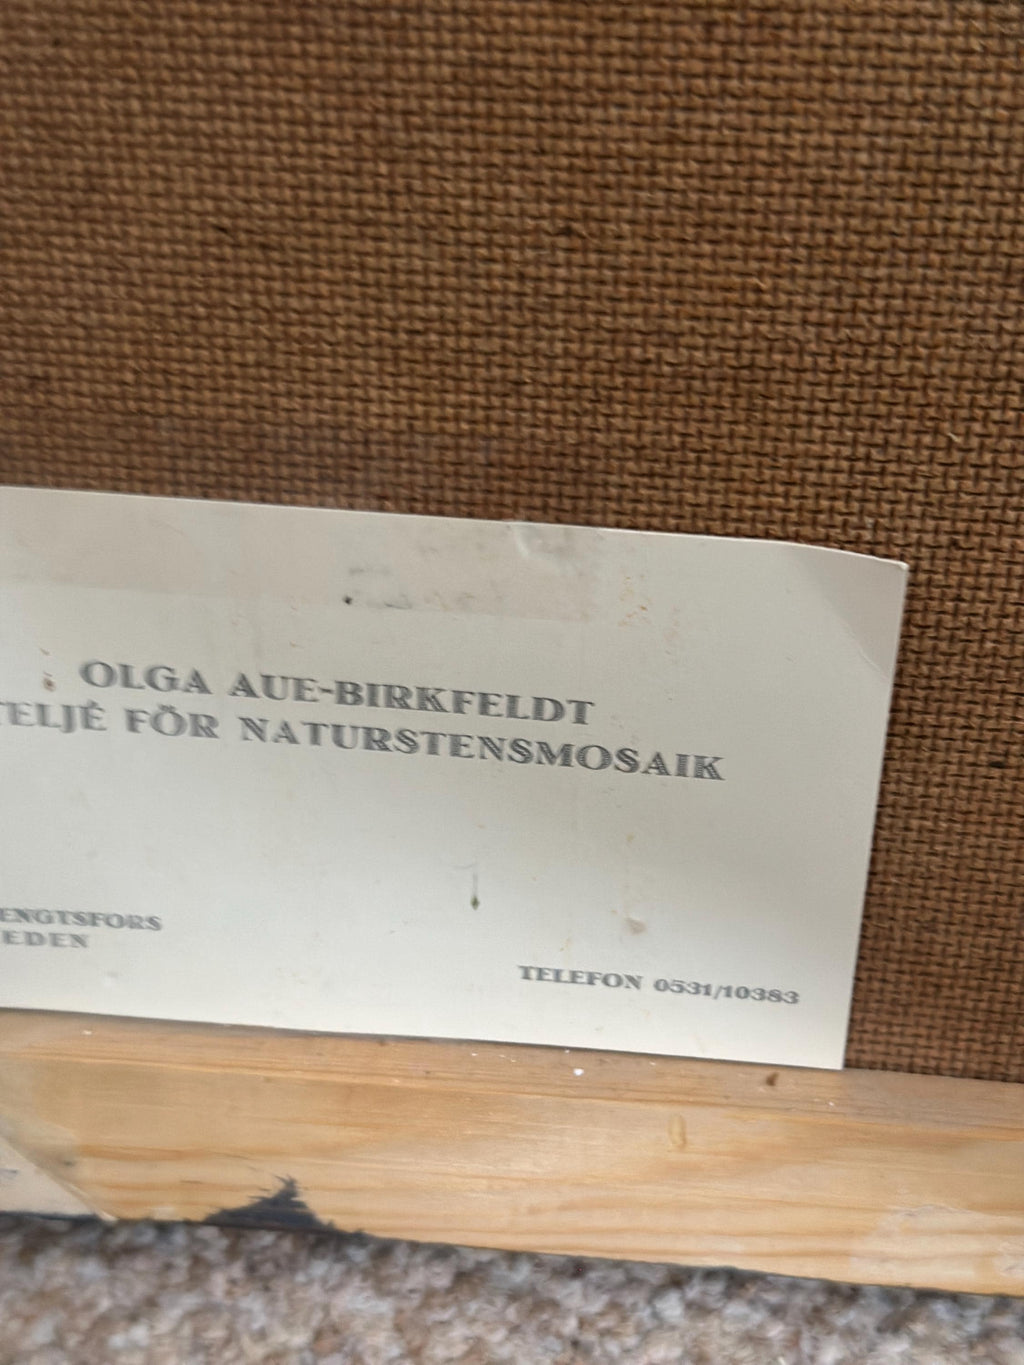 OLGA AUE-BIRKFELDT
TELJÉ FÖR NATURSTENSMOSAIK
ENGTSFORS
EDEN
TELEFON 0531/10383